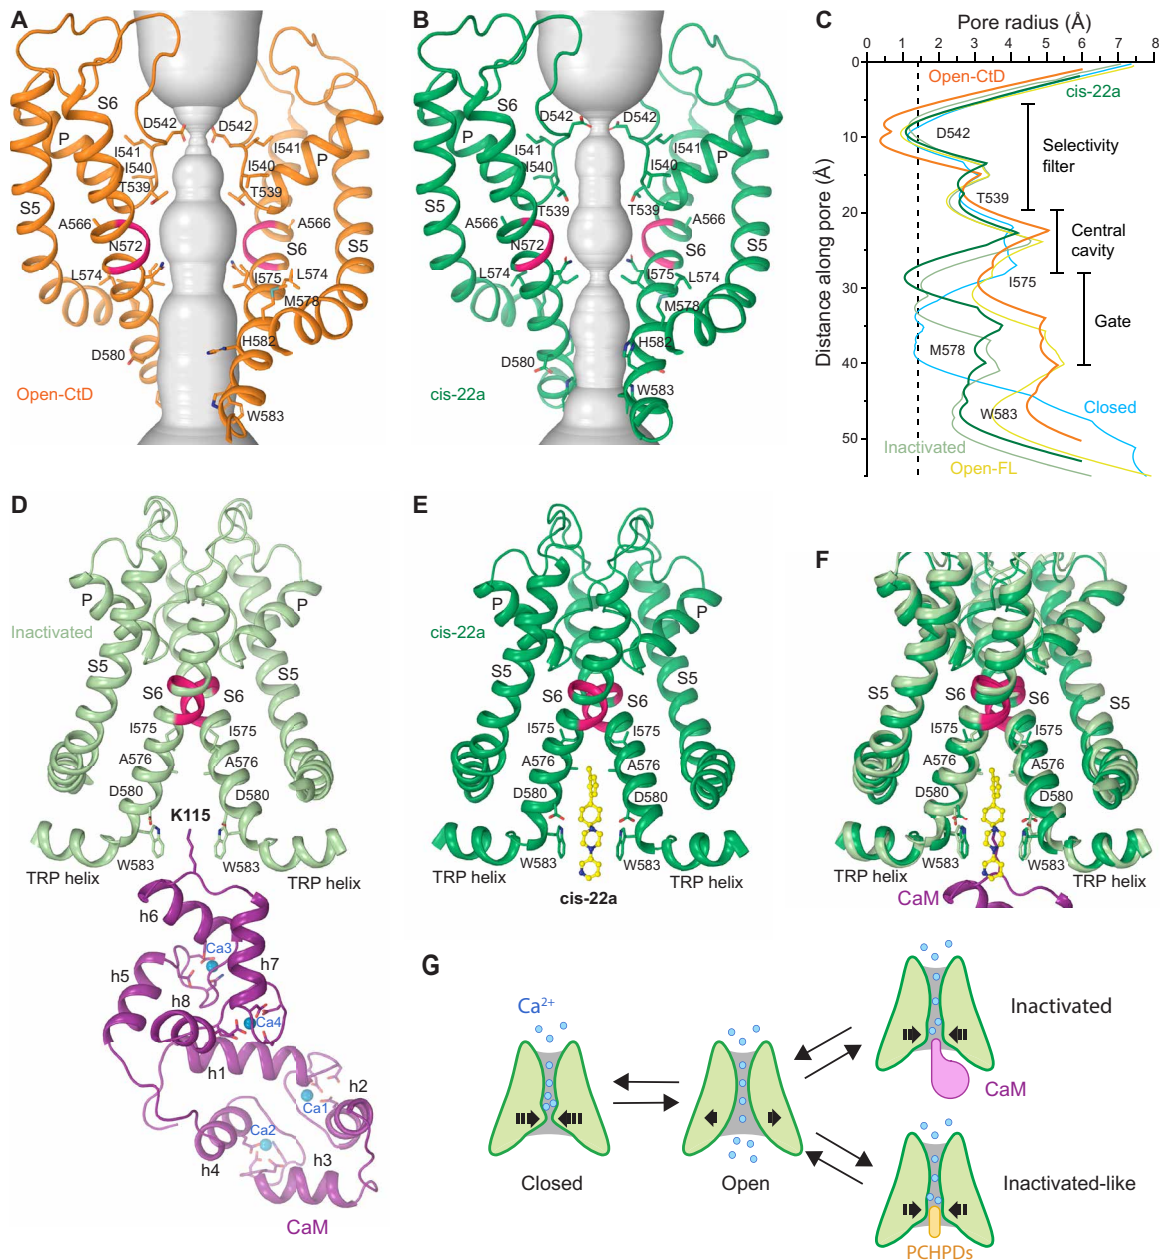 A
S6
P
D542
D542
I541
I540
T539
I541
I540
T539
P
S5
A566
N572
A566
S6
S5
L574
I575
L574
M578
H582
D580
Open-CtD
W583
B
S6
P
D542
D542
I541
I540
T539
I541
I540
T539
P
S5
A566
N572
A566
S6
S5
L574
I575
L574
M578
H582
D580
cis-22a
W583
C
Pore radius (Å)
0 1 2 3 4 5 6 7 8
Distance along pore (Å)
0
10
20
30
40
50
Open-CtD
cis-22a
D542
Selectivity
filter
T539
Central
cavity
I575
Gate
M578
W583
Closed
Inactivated
Open-FL
D
P
P
Inactivated
S5
S5
S6
S6
I575
I575
A576
A576
D580
D580
K115
W583
W583
TRP helix
TRP helix
h6
Ca3
h5
h7
h8
Ca4
h1
h2
Ca1
Ca2
h4
h3
CaM
E
P
P
cis-22a
S5
S5
S6
S6
I575
I575
A576
A576
D580
D580
W583
W583
TRP helix
TRP helix
cis-22a
F
S5
S5
S6
S6
I575
I575
A576
A576
D580
D580
W583
W583
TRP helix
TRP helix
CaM
G
Ca2+
Closed
Open
Inactivated
CaM
Inactivated-like
PCHPDs